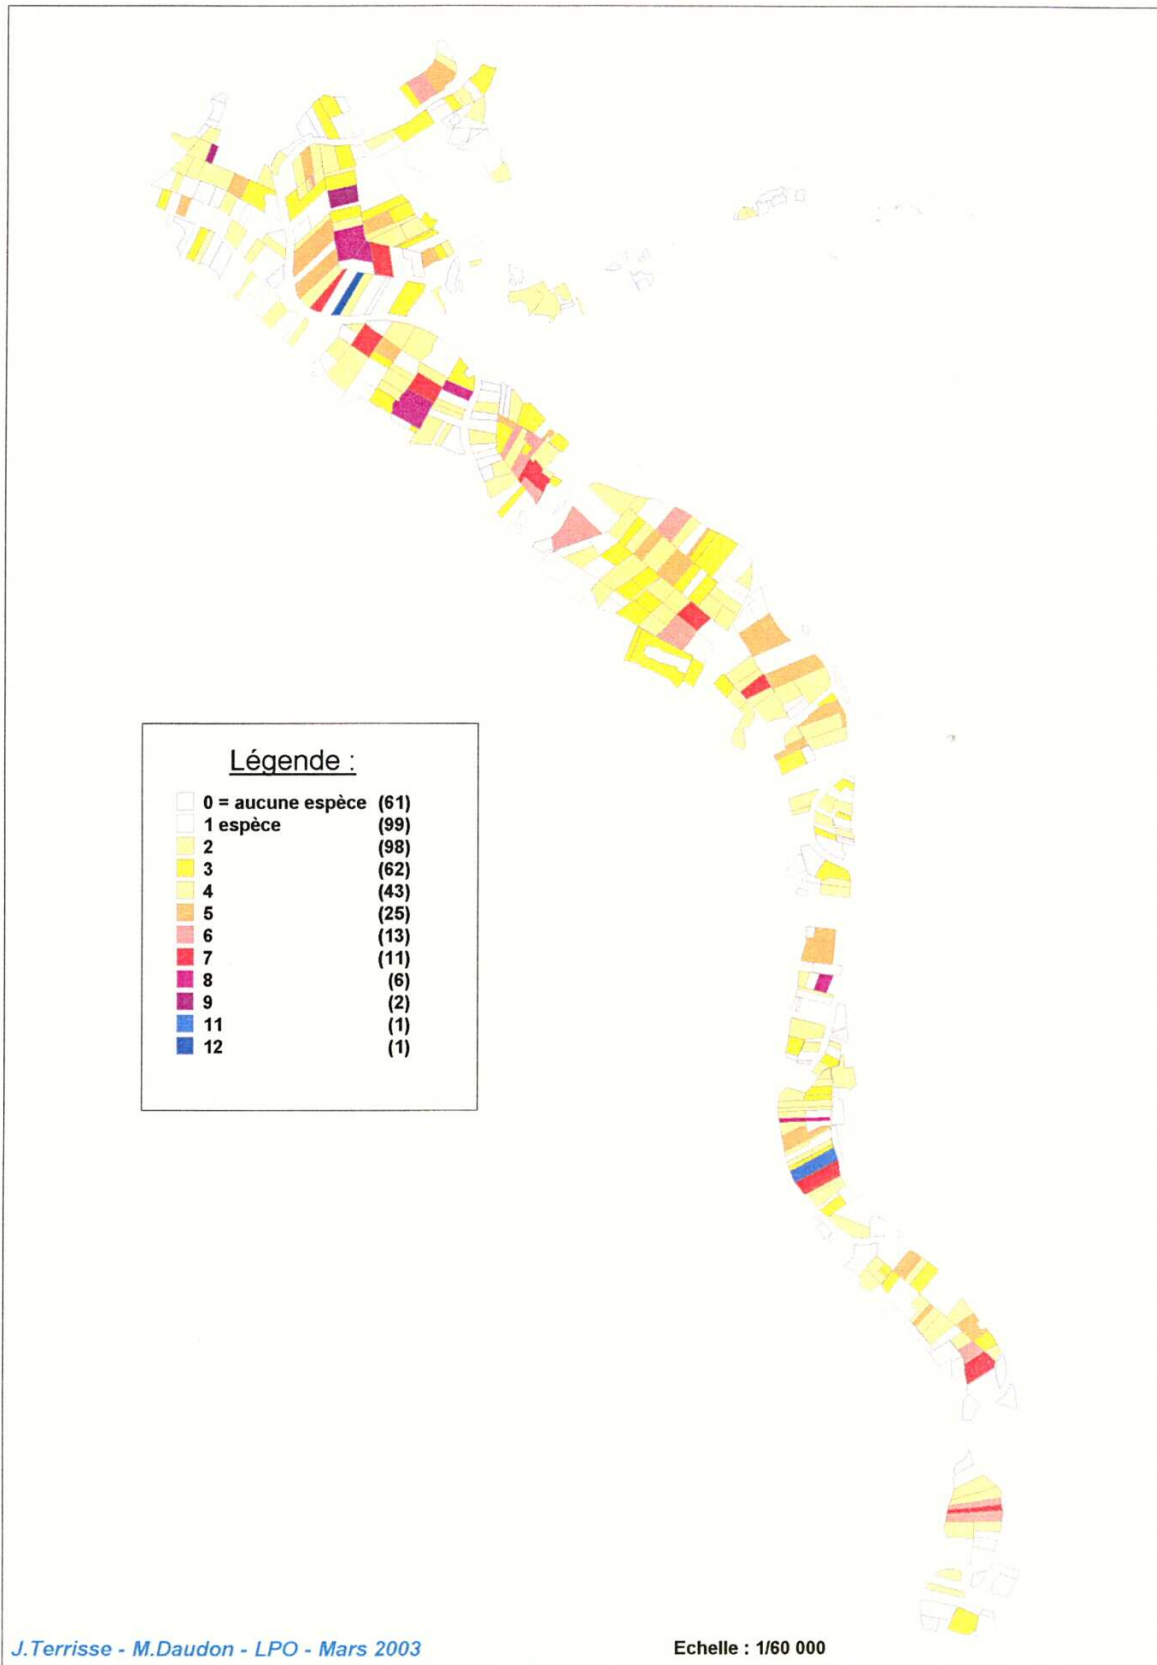 Légende :
0 = aucune espèce (61)
1 espèce (99)
2 (98)
3 (62)
4 (43)
5 (25)
6 (13)
7 (11)
8 (6)
9 (2)
11 (1)
12 (1)
J.Terrisse - M.Daudon - LPO - Mars 2003
Echelle : 1/60 000